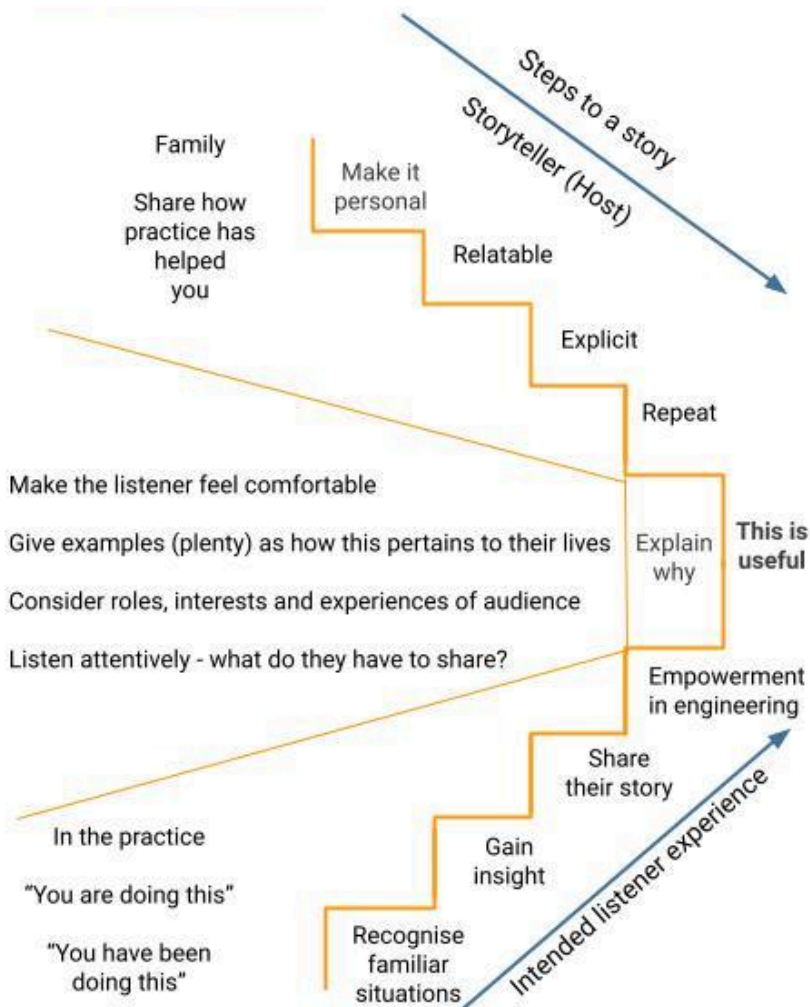 Steps to a story
Storyteller (Host)
Family
Share how
practice has
helped
you
Make it
personal
Relatable
Explicit
Repeat
Make the listener feel comfortable
Give examples (plenty) as how this pertains to their lives
Consider roles, interests and experiences of audience
Listen attentively - what do they have to share?
Explain
why
This is
useful
Empowerment
in engineering
Share
their story
Gain
insight
Recognise
familiar
situations
Intended listener experience
In the practice
“You are doing this”
“You have been
doing this”